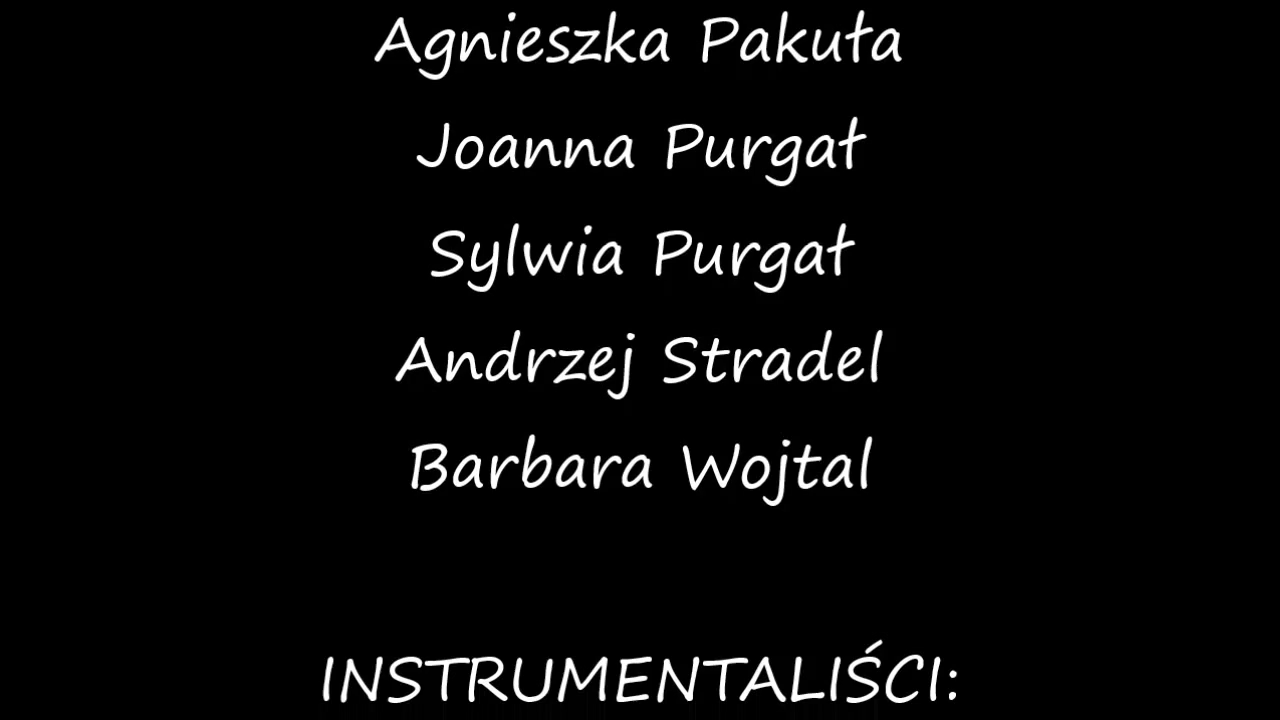 Agnieszka Pakuła
Joanna Purgał
Sylwia Purgał
Andrzej Stradel
Barbara Wojtal
INSTRUMENTALIŚCI: